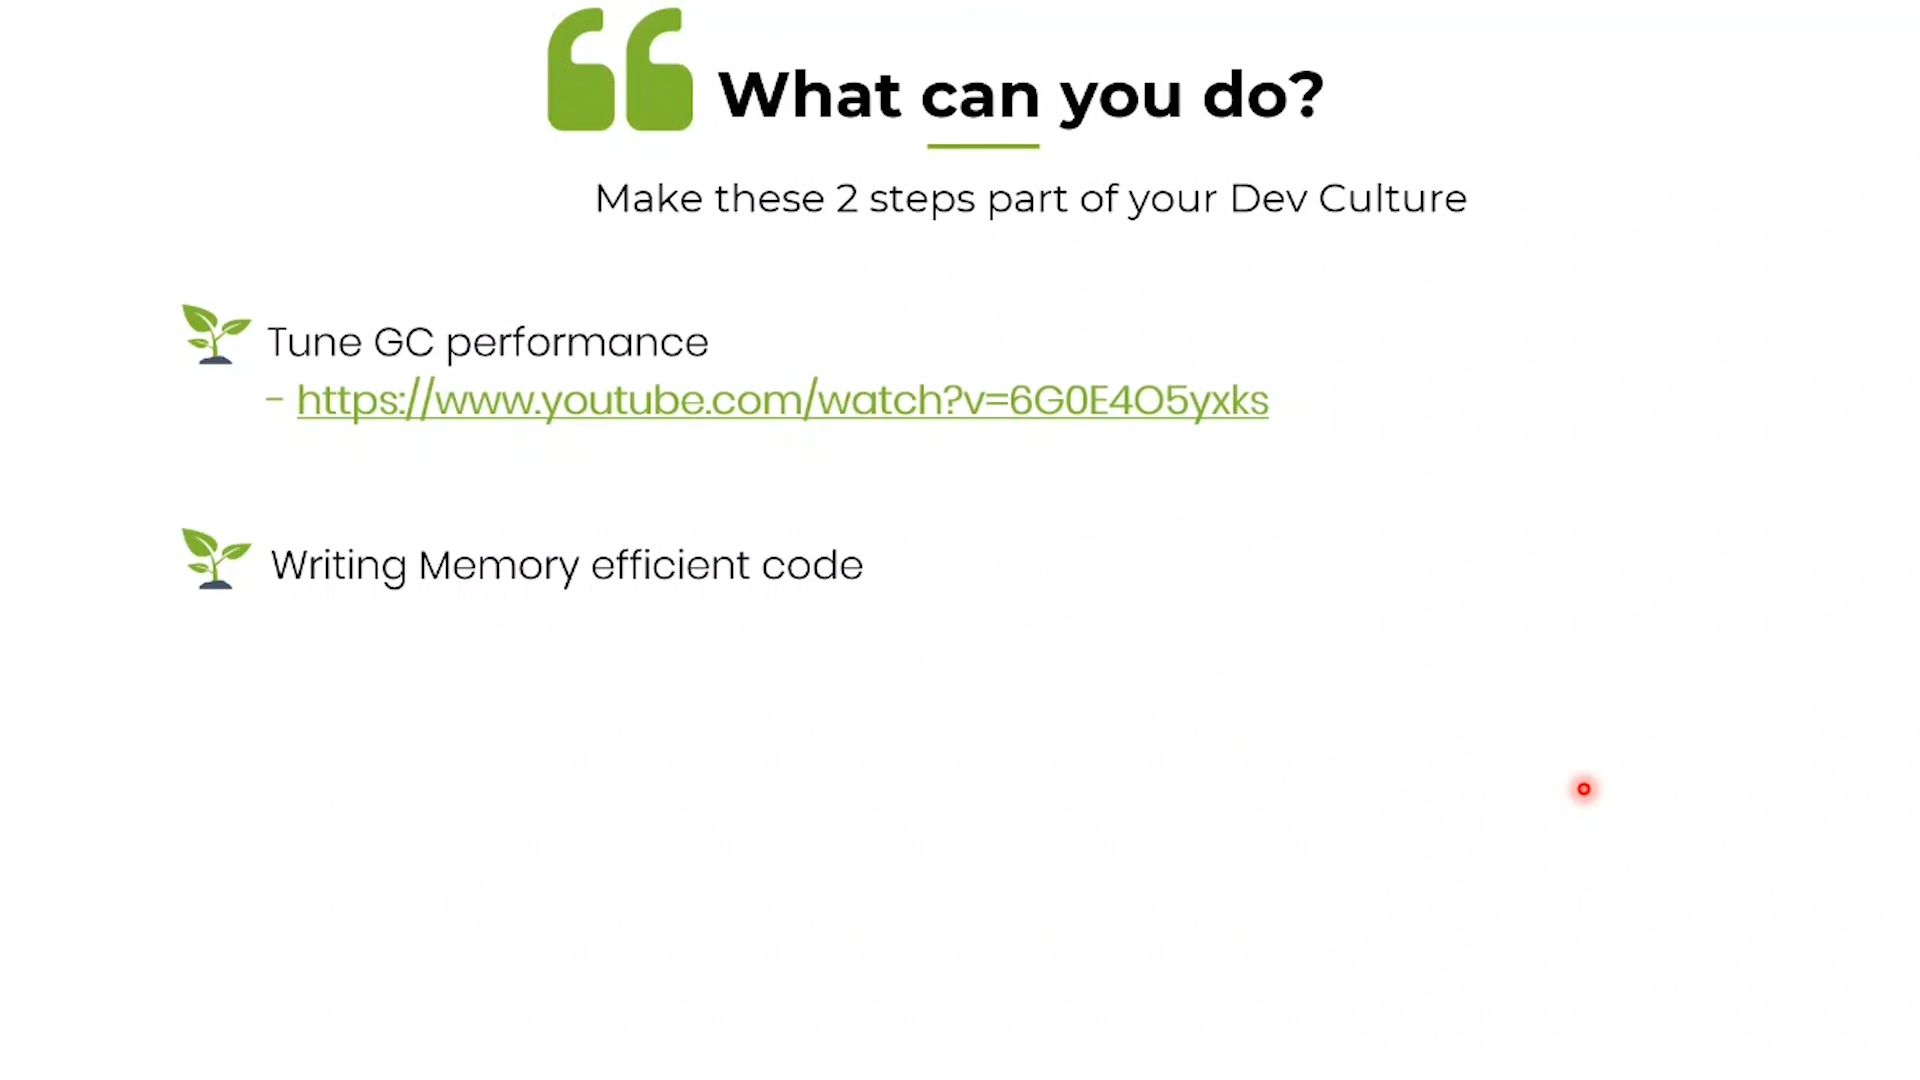 What can you do?
Make these 2 steps part of your Dev Culture
Tune GC performance
- https://www.youtube.com/watch?v=6G0E4O5yxks
Writing Memory efficient code